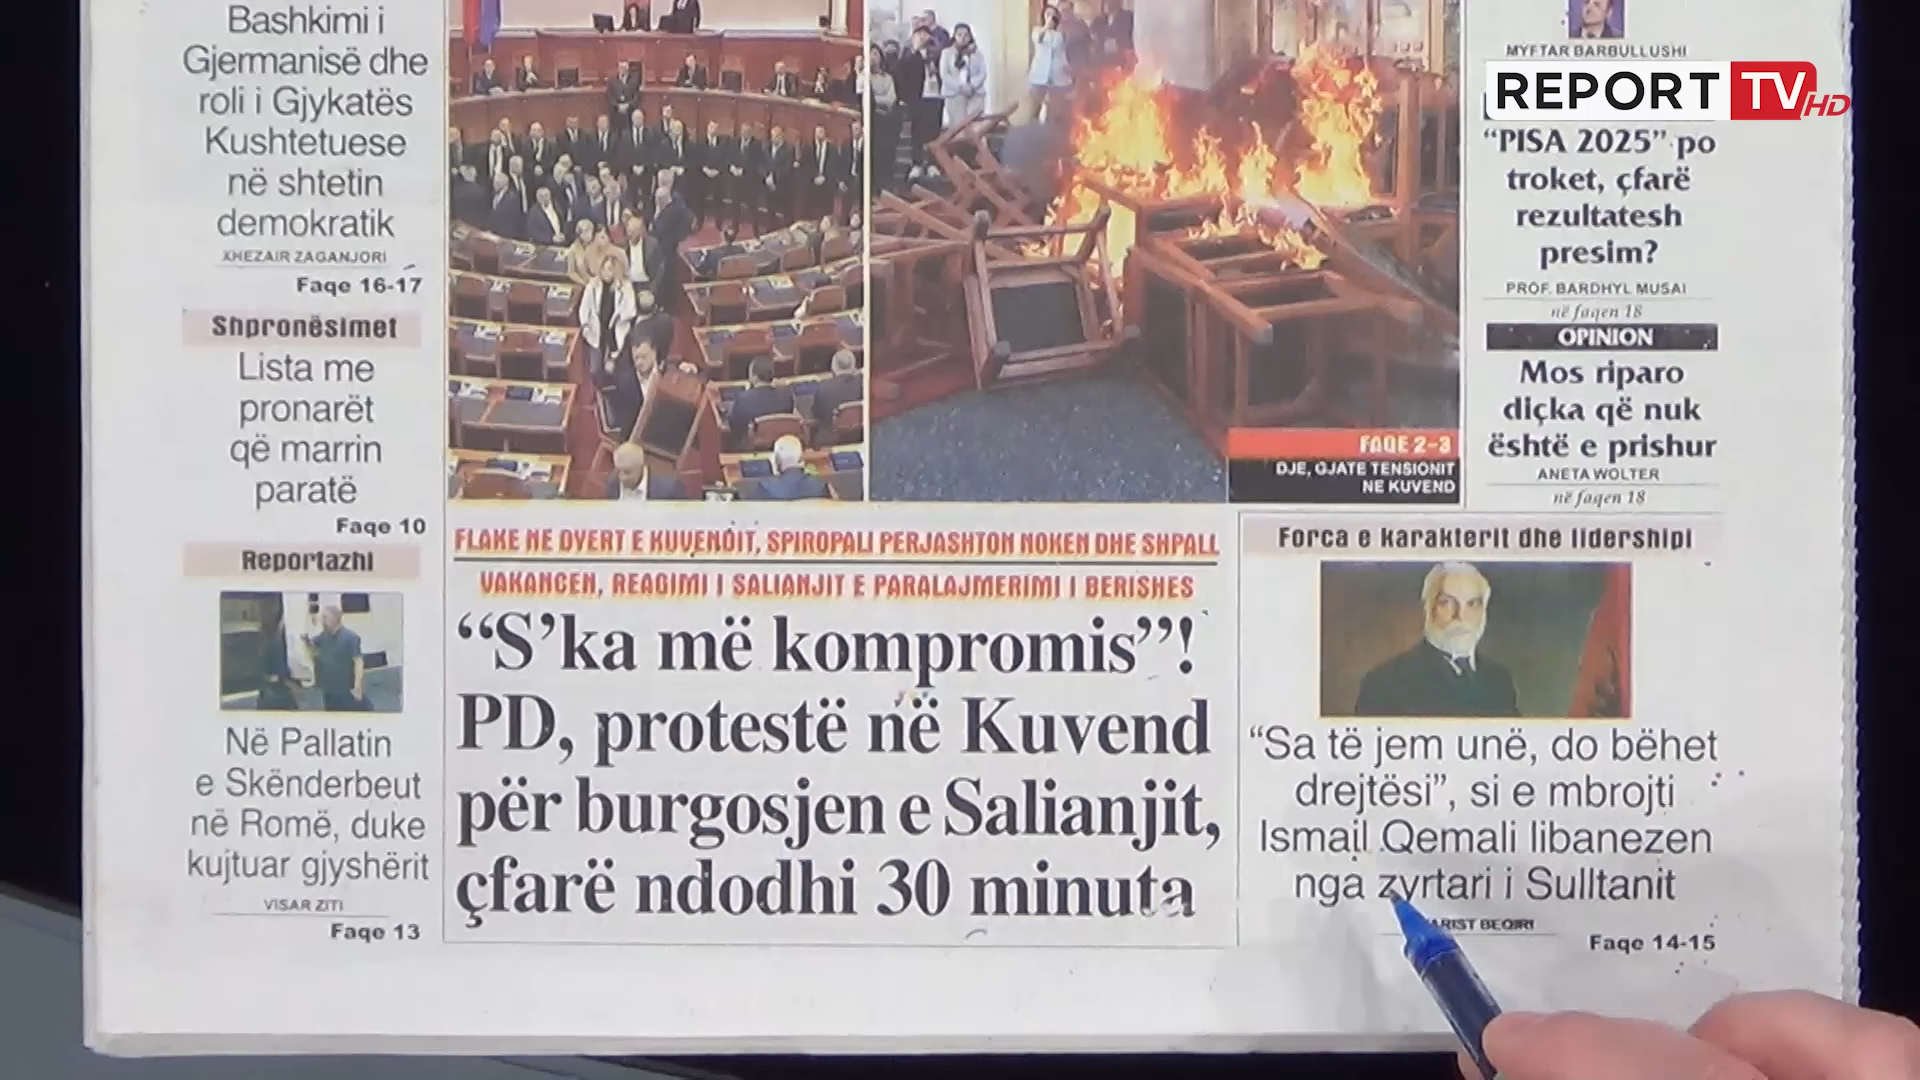 Bashkimi i
Gjermanisë dhe
roli i Gjykatës
Kushtetuese
në shtetin
demokratik
XHEZAIR ZAGANJORI
Faqe 16-17
Shpronësimet
Lista me
pronarët
që marrin
paratë
Faqe 10
Reportazhi
Në Pallatin
e Skënderbeut
në Romë, duke
kujtuar gjyshërit
VISAR ZITI
Faqe 13
FAQE 2-3
DJE, GJATE TENSIONIT
NE KUVEND
FLAKE NE DYERT E KUVENDIT, SPIROPALI PERJASHTON NOKEN DHE SHPALL
VAKANCEN, REAGIMI I SALIANJIT E PARALAJMERIMI I BERISHES
“S’ka më kompromis”!
PD, protestë në Kuvend
për burgosjen e Salianjit,
çfarë ndodhi 30 minuta
MYFTAR BARBULLUSHI
REPORT TV HD
“PISA 2025” po
troket, çfarë
rezultatesh
presim?
PROF. BARDHYL MUSAI
në faqen 18
OPINION
Mos riparo
diçka që nuk
është e prishur
ANETA WOLTER
në faqen 18
Forca e karakterit dhe lidershipi
“Sa të jem unë, do bëhet
drejtësi”, si e mbrojti
Ismail Qemali libanezen
nga zyrtari i Sulltanit
BEQIRI
Faqe 14-15